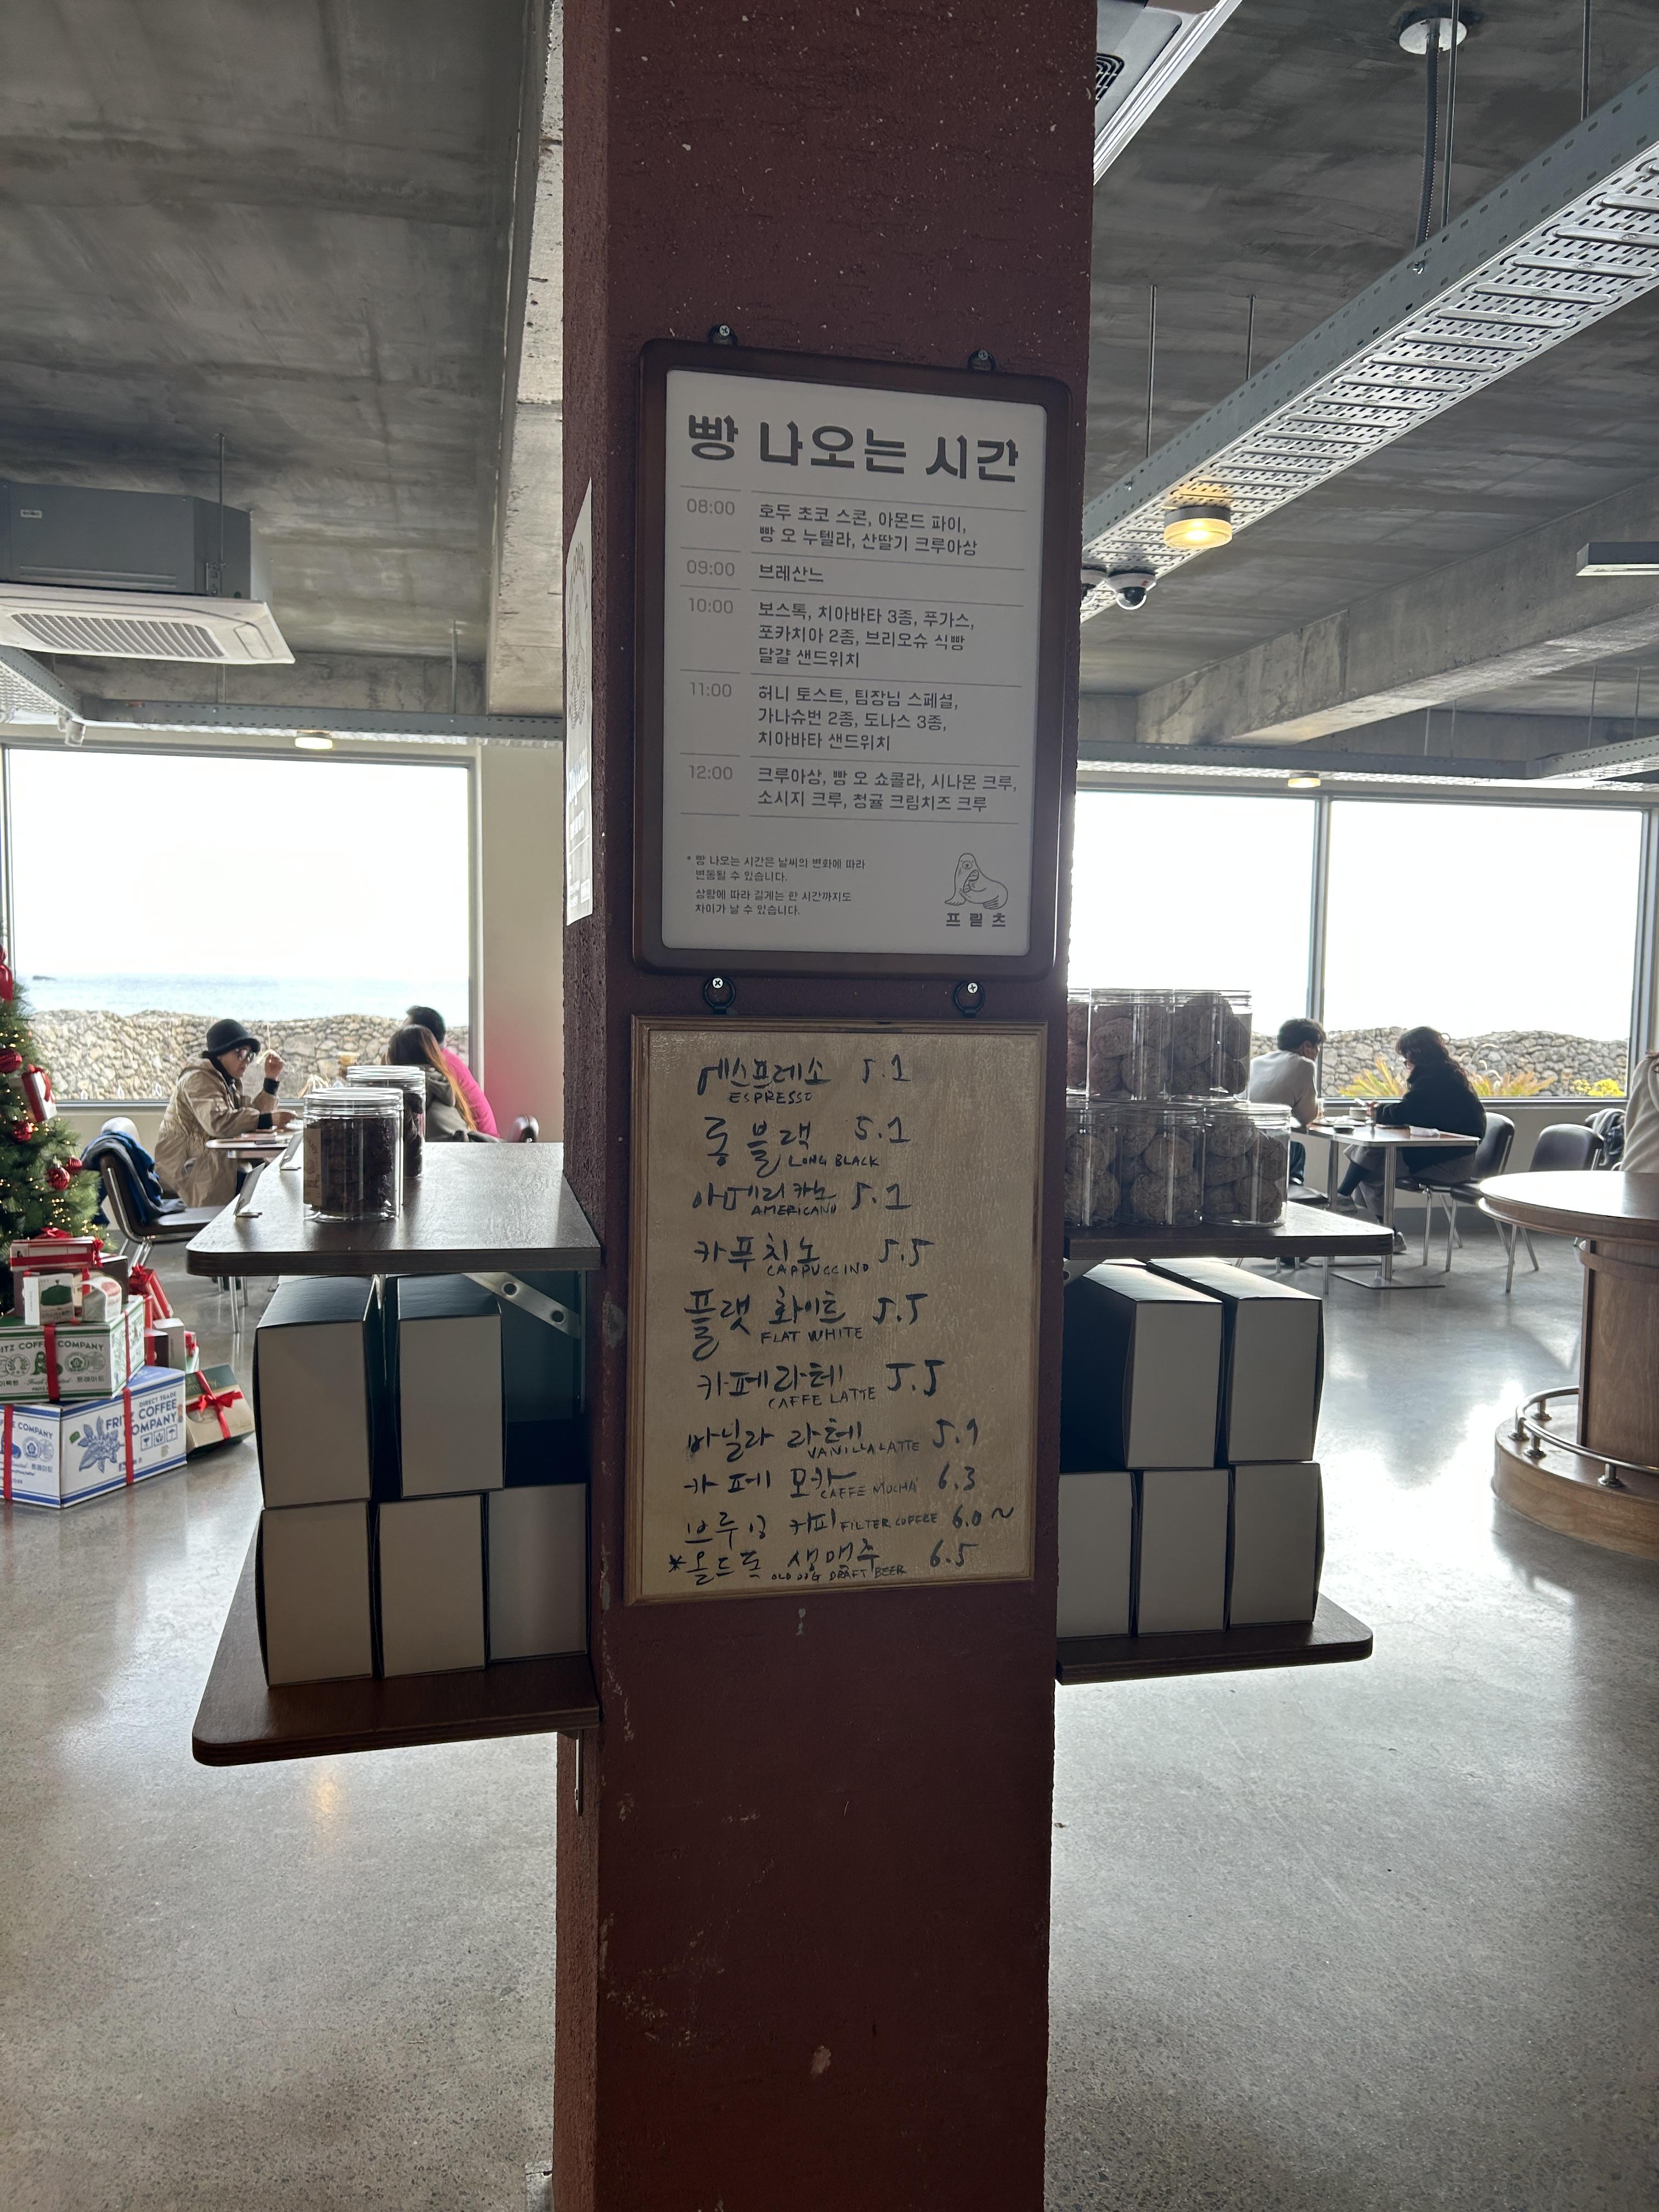 빵 나오는 시간
08:00 호두 초코 스콘, 아몬드 파이,
빵 오 누텔라, 산딸기 크루아상
09:00 브레산느
10:00 보스톡, 치아바타 3종, 푸가스,
포카치아 2종, 브리오슈 식빵
달걀 샌드위치
11:00 허니 토스트, 팀장님 스페셜,
가나슈번 2종, 도나스 3종,
치아바타 샌드위치
12:00 크루아상, 빵 오 쇼콜라, 시나몬 크루,
소시지 크루, 청귤 크림치즈 크루
* 빵 나오는 시간은 날씨의 변화에 따라
변동될 수 있습니다.
상황에 따라 길게는 한 시간까지도
차이가 날 수 있습니다.
프릳츠
에스프레소 5.1
ESPRESSO
롱 블랙 5.1
LONG BLACK
아메리카노 5.1
AMERICANO
카푸치노 5.5
CAPPUCCINO
플랫 화이트 5.5
FLAT WHITE
카페라테 5.5
CAFFE LATTE
바닐라 라테 5.9
VANILLA LATTE
카페 모카 6.3
CAFFE MOCHA
브루잉 커피 FILTER COFFEE 6.0~
*올드독 생맥주 6.5
OLD DOG DRAFT BEER
COFFEE COMPANY
COMPANY
DIRECT TRADE
FRITZ COFFEE
COMPANY